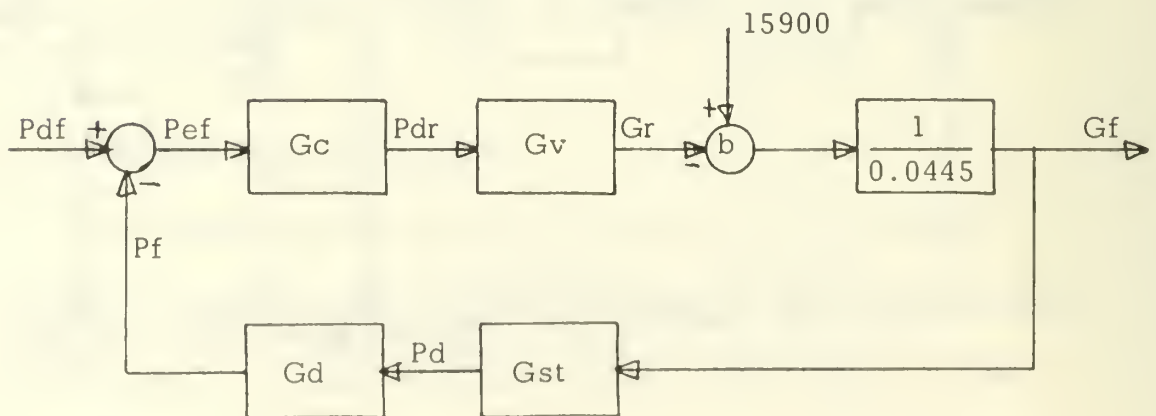 15900
Pdf + Pef Gc Pdr Gv Gr + b - 1 Gf
0.0445
-
Pf
Gd Pd Gst